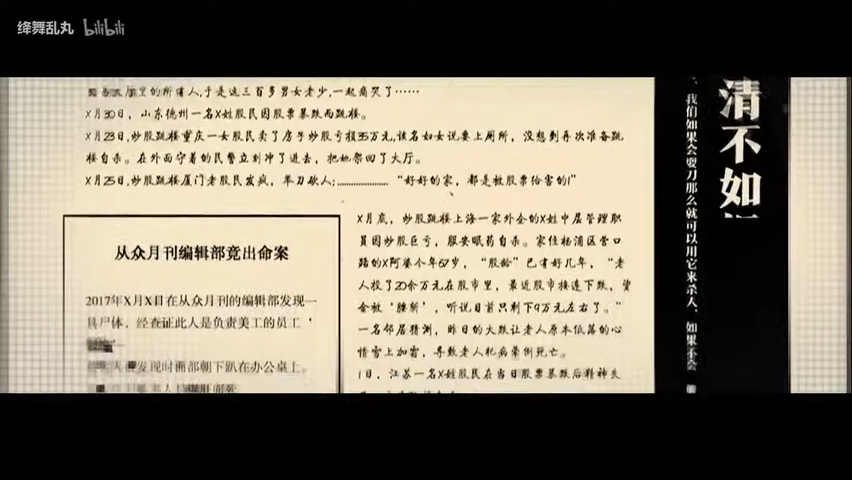 绛舞乱丸 bilibili
里的所有人,于是这三百多男女老少,一起痛哭了……
X月30日，山东德州一名X姓股民因股票暴跌而跳楼。
X月23日,炒股跳楼重庆一女股民卖了房子炒股亏损35万元,该名妇女说要上厕所，没想到再次准备跳
楼自杀。在外面守着的民警立刻冲了进去，把她架回了大厅。
X月25日,炒股跳楼厦门老股民发疯，举刀砍人;.................... “好好的家，都是被股票给害的!”
从众月刊编辑部竟出命案
2017年X月X日在从众月刊的编辑部发现一
具尸体，经查证此人是负责美工的员工，
发现时面部朝下趴在办公桌上。
X月底，炒股跳楼上海一家外企的X姓中层管理职
员因炒股巨亏，服安眠药自杀。家住杨浦区营口
路的X阿婆今年67岁，“股龄”已有好几年，“老
人投了20余万元在股市里，最近股市接连下跌，资
金被‘腰斩’，听说目前只剩下9万元左右了。”
一名邻居猜测，昨日的大跌让老人原本低落的心
情雪上加霜，导致老人
1日，江苏一名X姓股民在当日股票暴跌后精神失
清不如
我们如果会耍刀那么就可以用它来杀人、如果不会